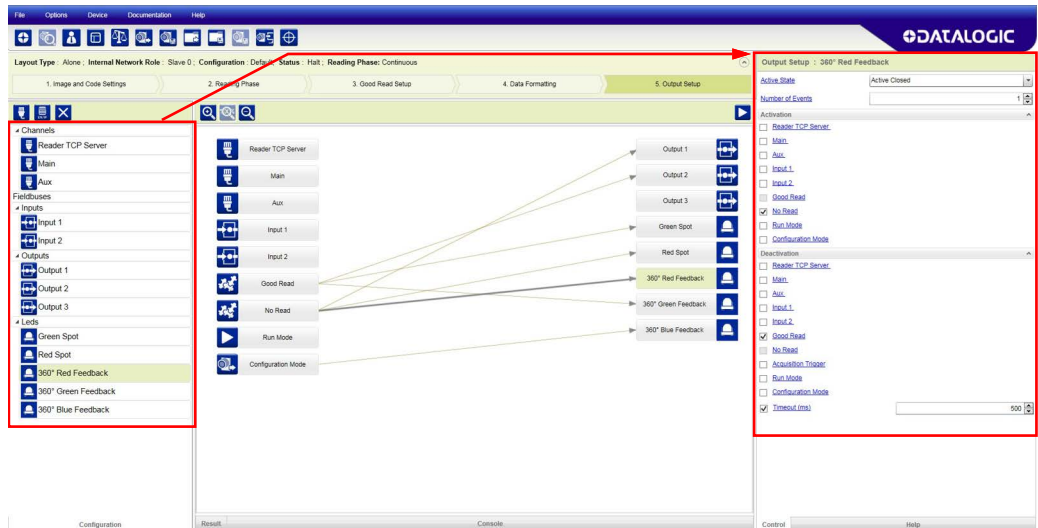 File Options Device Documentation Help
DATALOGIC
Layout Type : Alone ; Internal Network Role : Slave 0 ; Configuration : Default; Status : Halt ; Reading Phase: Continuous
1. Image and Code Settings
2. Reading Phase
3. Good Read Setup
4. Data Formatting
5. Output Setup
Channels
Reader TCP Server
Main
Aux
Fieldbuses
Inputs
Input 1
Input 2
Outputs
Output 1
Output 2
Output 3
Leds
Green Spot
Red Spot
360° Red Feedback
360° Green Feedback
360° Blue Feedback
Configuration
Reader TCP Server
Main
Aux
Input 1
Input 2
Good Read
No Read
Run Mode
Configuration Mode
Output 1
Output 2
Output 3
Green Spot
Red Spot
360° Red Feedback
360° Green Feedback
360° Blue Feedback
Result Console
Output Setup : 360° Red Feedback
Active State Active Closed
Number of Events 1
Activation
Reader TCP Server
Main
Aux
Input 1
Input 2
Good Read
No Read
Run Mode
Configuration Mode
Deactivation
Reader TCP Server
Main
Aux
Input 1
Input 2
Good Read
No Read
Acquisition Trigger
Run Mode
Configuration Mode
Timeout (ms) 500
Control Help